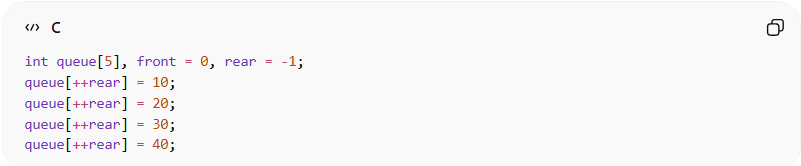 </> C
int queue[5], front = 0, rear = -1;
queue[++rear] = 10;
queue[++rear] = 20;
queue[++rear] = 30;
queue[++rear] = 40;